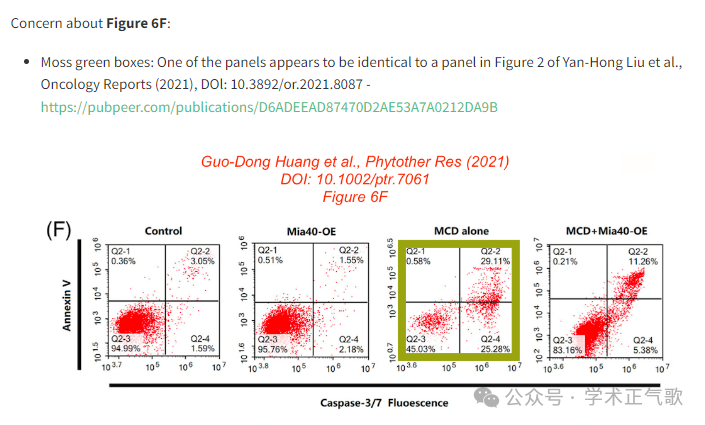 Concern about Figure 6F:
• Moss green boxes: One of the panels appears to be identical to a panel in Figure 2 of Yan-Hong Liu et al.,
Oncology Reports (2021), DOI: 10.3892/or.2021.8087 -
https://pubpeer.com/publications/D6ADEEAD87470D2AE53A7A0212DA9B
Guo-Dong Huang et al., Phytother Res (2021)
DOI: 10.1002/ptr.7061
Figure 6F
(F)
Control
Mia40-OE
MCD alone
MCD+Mia40-OE
Annexin V
10^6
10^4
10^3
10^1.5
Q2-1
0.36%
Q2-2
3.05%
Q2-3
94.99%
Q2-4
1.59%
10^3.7
10^5
10^6
10^7
10^6
10^4
10^3
10^1.5
Q2-1
0.51%
Q2-2
1.55%
Q2-3
95.76%
Q2-4
2.18%
10^3.8
10^5
10^6
10^7
10^6.5
10^5
10^4
10^3
10^0.7
Q2-1
0.58%
Q2-2
29.11%
Q2-3
45.03%
Q2-4
25.28%
10^3.6
10^5
10^6
10^7
10^7
10^6
10^5
10^4
10^3
10^2
Q2-1
0.21%
Q2-2
11.26%
Q2-3
83.16%
Q2-4
5.38%
10^3.6
10^5
10^6
10^7
Caspase-3/7 Fluoescence
公众号 · 学术正气歌